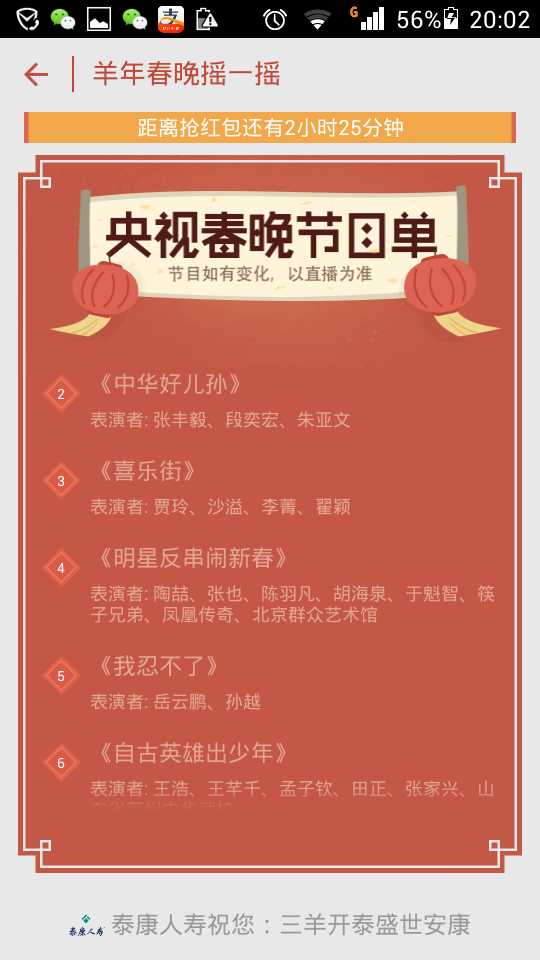 G 56% 20:02
羊年春晚摇一摇
距离抢红包还有2小时25分钟
央视春晚节目单
节目如有变化，以直播为准
2 《中华好儿孙》
表演者: 张丰毅、段奕宏、朱亚文
3 《喜乐街》
表演者: 贾玲、沙溢、李菁、翟颖
4 《明星反串闹新春》
表演者: 陶喆、张也、陈羽凡、胡海泉、于魁智、筷
子兄弟、凤凰传奇、北京群众艺术馆
5 《我忍不了》
表演者: 岳云鹏、孙越
6 《自古英雄出少年》
表演者: 王浩、王芊千、孟子钦、田正、张家兴、山
泰康人寿 泰康人寿祝您：三羊开泰盛世安康